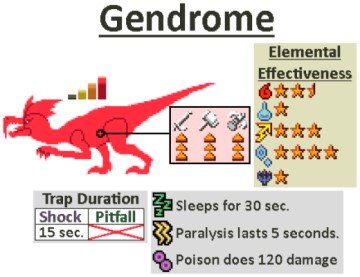 Gendrome
Elemental
Effectiveness
Trap Duration
Shock Pitfall
15 sec.
Sleeps for 30 sec.
Paralysis lasts 5 seconds.
Poison does 120 damage